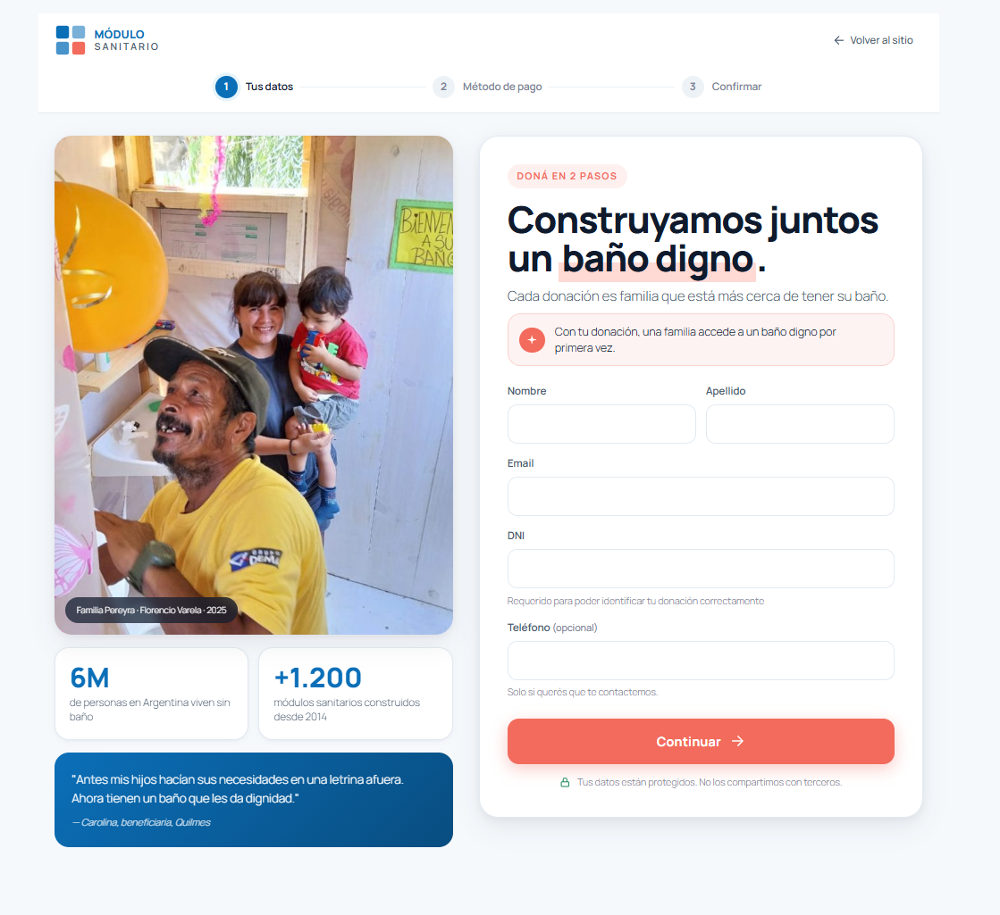 MÓDULO
SANITARIO
Volver al sitio
1 Tus datos
2 Método de pago
3 Confirmar
BIENVEN
A SU
BAÑO
Familia Pereyra · Florencio Varela · 2025
6M
de personas en Argentina viven sin
baño
+1.200
módulos sanitarios construidos
desde 2014
"Antes mis hijos hacían sus necesidades en una letrina afuera.
Ahora tienen un baño que les da dignidad."
— Carolina, beneficiaria, Quilmes
DONÁ EN 2 PASOS
Construyamos juntos
un baño digno.
Cada donación es familia que está más cerca de tener su baño.
Con tu donación, una familia accede a un baño digno por
primera vez.
Nombre
Apellido
Email
DNI
Requerido para poder identificar tu donación correctamente
Teléfono (opcional)
Solo si querés que te contactemos.
Continuar
Tus datos están protegidos. No los compartimos con terceros.